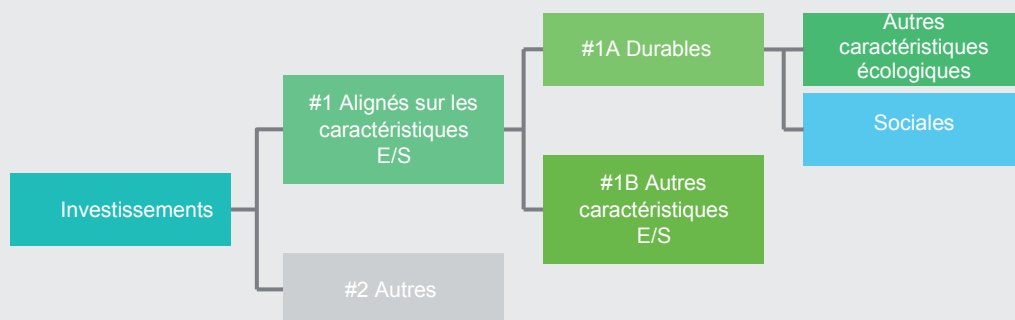 Investissements
#1 Alignés sur les
caractéristiques
E/S
#2 Autres
#1A Durables
#1B Autres
caractéristiques
E/S
Autres
caractéristiques
écologiques
Sociales